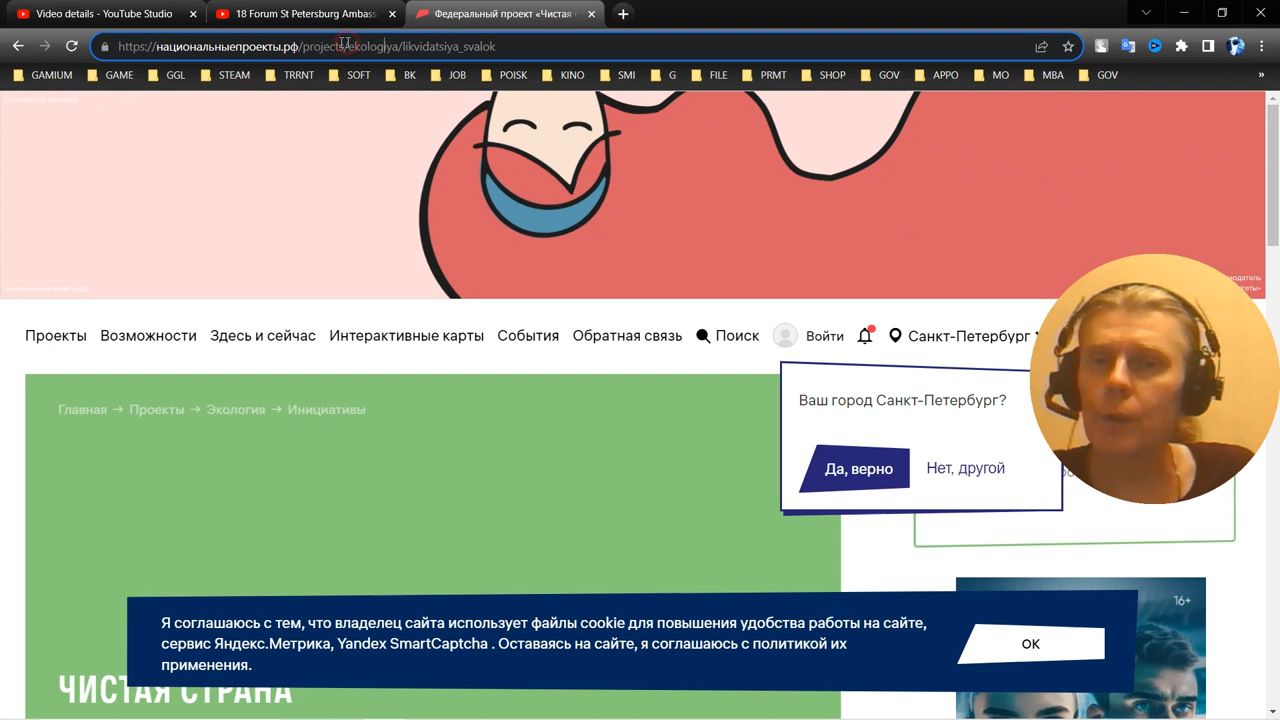 Video details - YouTube Studio
18 Forum St Petersburg Ambass
Федеральный проект «Чистая
https://национальныепроекты.рф/projects/ekologiya/likvidatsiya_svalok
GAMIUM GAME GGL STEAM TRRNT SOFT BK JOB POISK KINO SMI G FILE PRMT SHOP GOV APPO MO MBA GOV »
национальныепроекты.рф
Проекты Возможности Здесь и сейчас Интерактивные карты События Обратная связь Поиск Войти Санкт-Петербург
Главная → Проекты → Экология → Инициативы
Ваш город Санкт-Петербург?
Да, верно Нет, другой
16+
Я соглашаюсь с тем, что владелец сайта использует файлы cookie для повышения удобства работы на сайте,
сервис Яндекс.Метрика, Yandex SmartCaptcha . Оставаясь на сайте, я соглашаюсь с политикой их
применения.
OK
ЧИСТАЯ СТРАНА